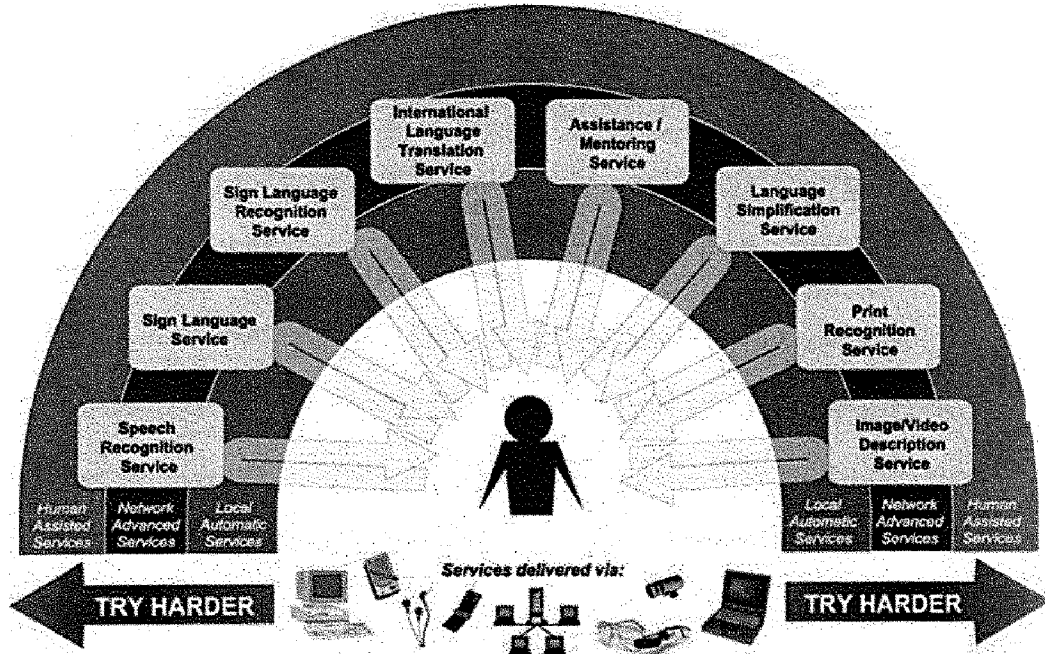 International
Language
Translation
Service
Assistance /
Mentoring
Service
Sign Language
Recognition
Service
Language
Simplification
Service
Sign Language
Service
Print
Recognition
Service
Speech
Recognition
Service
Image/Video
Description
Service
Human
Assisted
Services
Network
Advanced
Services
Local
Automatic
Services
Local
Automatic
Services
Network
Advanced
Services
Human
Assisted
Services
Services delivered via:
TRY HARDER
TRY HARDER